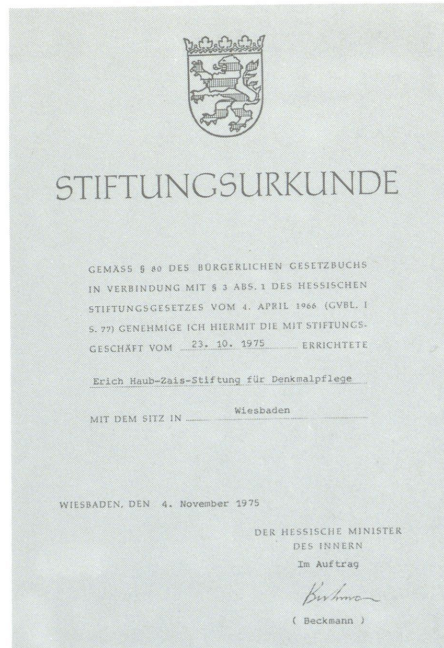 STIFTUNGSURKUNDE
GEMÄSS § 80 DES BÜRGERLICHEN GESETZBUCHS
IN VERBINDUNG MIT § 3 ABS. 1 DES HESSISCHEN
STIFTUNGSGESETZES VOM 4. APRIL 1966 (GVBL. I
S. 77) GENEHMIGE ICH HIERMIT DIE MIT STIFTUNGS-
GESCHÄFT VOM 23. 10. 1975 ERRICHTETE
Erich Haub-Zais-Stiftung für Denkmalpflege
MIT DEM SITZ IN Wiesbaden
WIESBADEN, DEN 4. November 1975
DER HESSISCHE MINISTER
DES INNERN
Im Auftrag
Beckmann
( Beckmann )